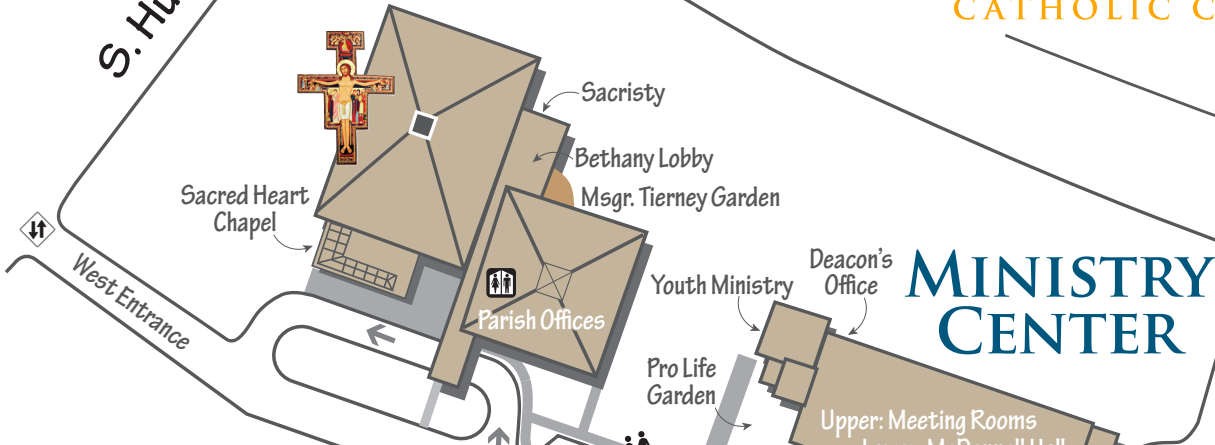 CATHOLIC C
S. Hu
Sacristy
Bethany Lobby
Msgr. Tierney Garden
Sacred Heart
Chapel
West Entrance
Parish Offices
Youth Ministry
Deacon's
Office
MINISTRY
CENTER
Pro Life
Garden
Upper: Meeting Rooms